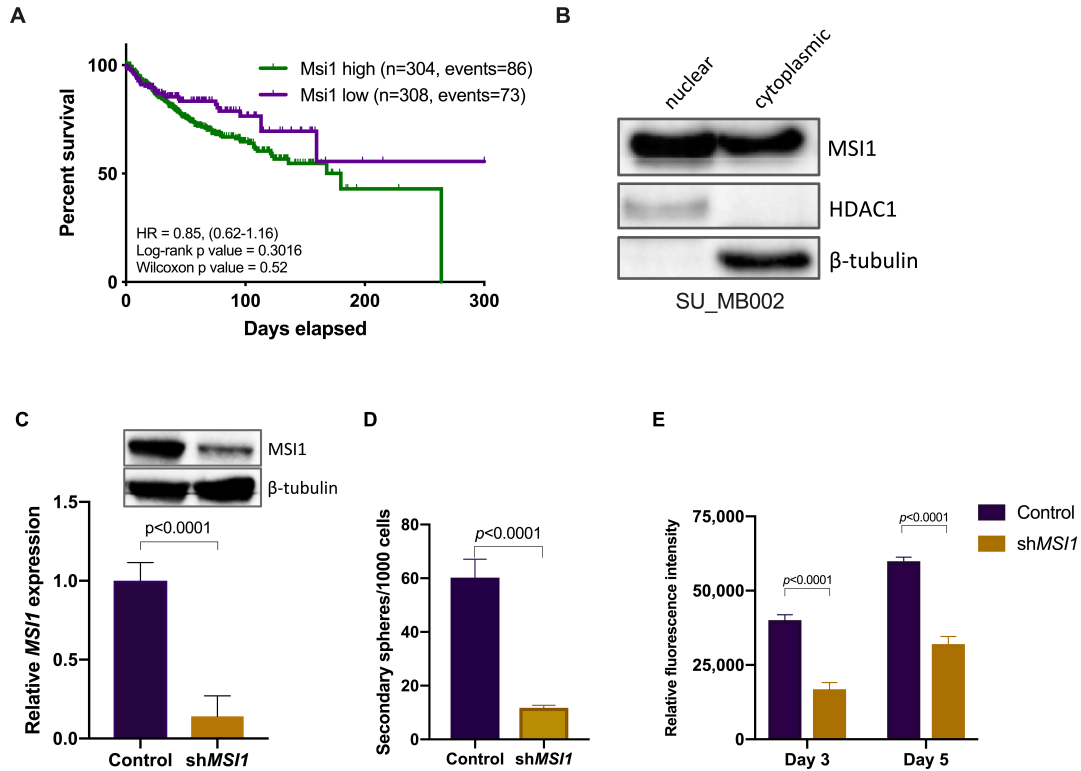 A
Percent survival
100
50
0
Msi1 high (n=304, events=86)
Msi1 low (n=308, events=73)
HR = 0.85, (0.62-1.16)
Log-rank p value = 0.3016
Wilcoxon p value = 0.52
0 100 200 300
Days elapsed
B
nuclear
cytoplasmic
MSI1
HDAC1
β-tubulin
SU_MB002
C
MSI1
β-tubulin
Relative MSI1 expression
1.5
1.0
0.5
0.0
p<0.0001
Control shMSI1
D
Secondary spheres/1000 cells
80
60
40
20
0
p<0.0001
Control shMSI1
E
Relative fluorescence intensity
75,000
50,000
25,000
0
p<0.0001
p<0.0001
Day 3 Day 5
Control
shMSI1